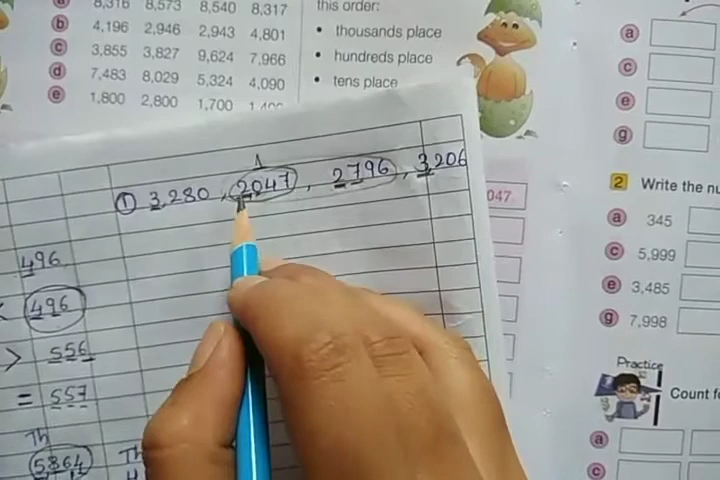 8,316 8,573 8,540 8,317
b 4,196 2,946 2,943 4,801
c 3,855 3,827 9,624 7,966
d 7,483 8,029 5,324 4,090
e 1,800 2,800 1,700
this order:
• thousands place
• hundreds place
• tens place
1 3,280 , 2047 , 2796 , 3206
496
496
> 556
= 557
Th
5864
Th
047
a
c
e
g
2 Write the
a 345
c 5,999
e 3,485
g 7,998
Practice
Count
a
c